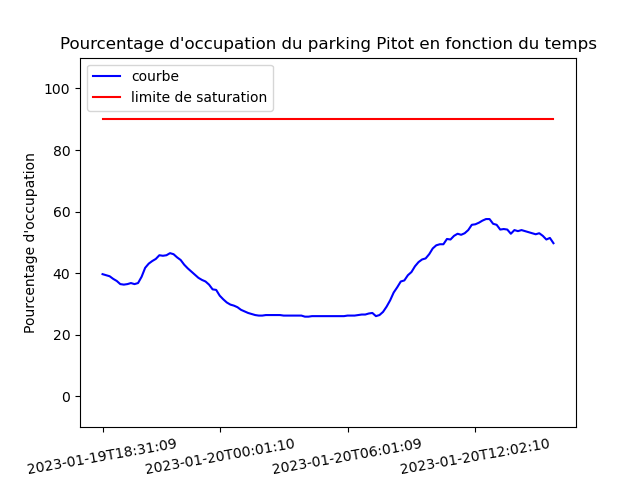 Pourcentage d'occupation du parking Pitot en fonction du temps
courbe
limite de saturation
Pourcentage d'occupation
100
80
60
40
20
0
2023-01-19T18:31:09
2023-01-20T00:01:10
2023-01-20T06:01:09
2023-01-20T12:02:10